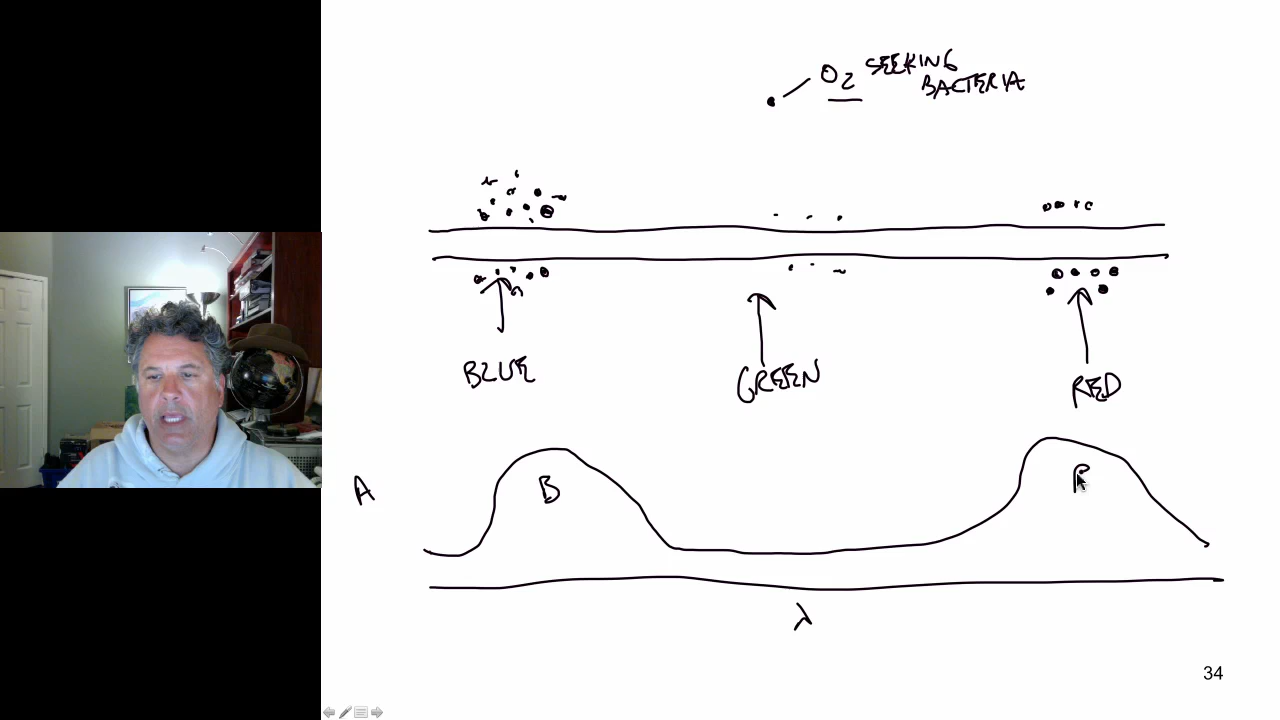 O2 SEEKING
BACTERIA
BLUE
GREEN
RED
A
B
R
λ
34